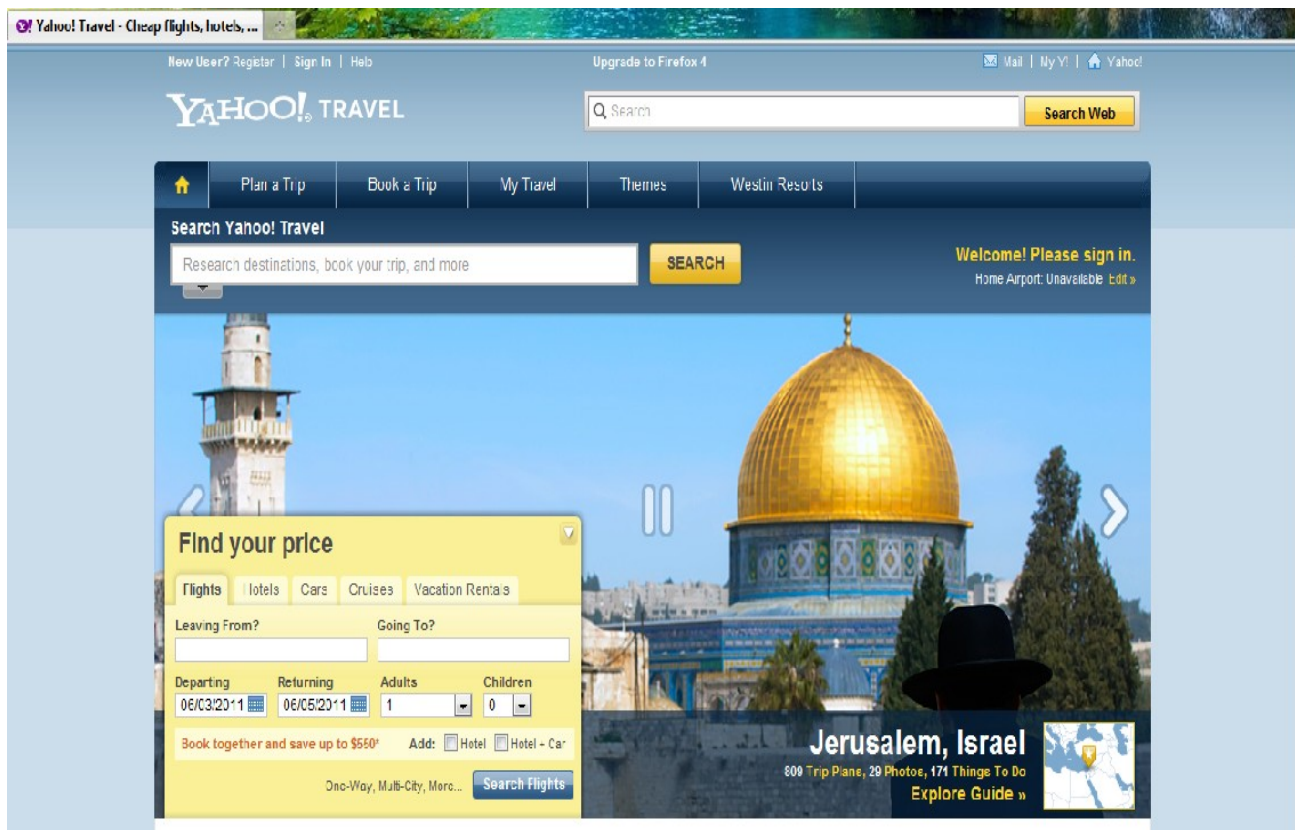 Yahoo! Travel - Cheap flights, hotels, ...
New User? Register | Sign In | Help
Upgrade to Firefox 4
Mail | My Y! | Yahoo!
YAHOO! TRAVEL
Search
Search Web
Plan a Trip
Book a Trip
My Travel
Themes
Westin Resorts
Search Yahoo! Travel
Research destinations, book your trip, and more
SEARCH
Welcome! Please sign in.
Home Airport: Unavailable Edit »
Find your price
Flights Hotels Cars Cruises Vacation Rentals
Leaving From? Going To?
Departing Returning Adults Children
06/03/2011 06/05/2011 1 0
Book together and save up to $550* Add: Hotel Hotel + Car
One-Way, Multi-City, More... Search Flights
Jerusalem, Israel
809 Trip Plans, 29 Photos, 171 Things To Do
Explore Guide »